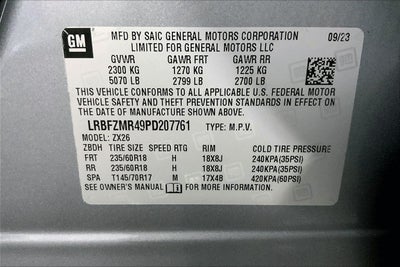 GM
MFD BY SAIC GENERAL MOTORS CORPORATION 09/23
LIMITED FOR GENERAL MOTORS LLC
GVWR GAWR FRT GAWR RR
2300 KG 1270 KG 1225 KG
5070 LB 2799 LB 2700 LB
THIS VEHICLE CONFORMS TO ALL APPLICABLE U.S. FEDERAL MOTOR
VEHICLE SAFETY AND THEFT PREVENTION STANDARDS IN EFFECT
ON THE DATE OF MANUFACTURE SHOWN ABOVE.
LRBFZMR49PD207761 TYPE: M.P.V.
MODEL: ZX26
ZBDH TIRE SIZE SPEED RTG RIM COLD TIRE PRESSURE
FRT 235/60R18 H 18X8J 240KPA(35PSI)
RR 235/60R18 H 18X8J 240KPA(35PSI)
SPA T145/70R17 M 17X4B 420KPA(60PSI)
SEE OWNER'S MANUAL FOR ADDITIONAL INFORMATION.